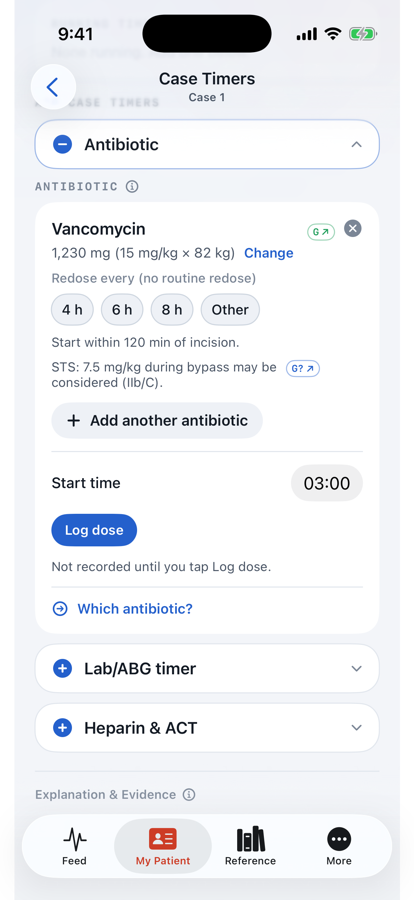 9:41
Case Timers
Case 1
CASE TIMERS
Antibiotic
ANTIBIOTIC
Vancomycin
G ↗
1,230 mg (15 mg/kg × 82 kg) Change
Redose every (no routine redose)
4 h 6 h 8 h Other
Start within 120 min of incision.
STS: 7.5 mg/kg during bypass may be G? ↗
considered (IIb/C).
+ Add another antibiotic
Start time 03:00
Log dose
Not recorded until you tap Log dose.
Which antibiotic?
Lab/ABG timer
Heparin & ACT
Explanation & Evidence
Feed My Patient Reference More